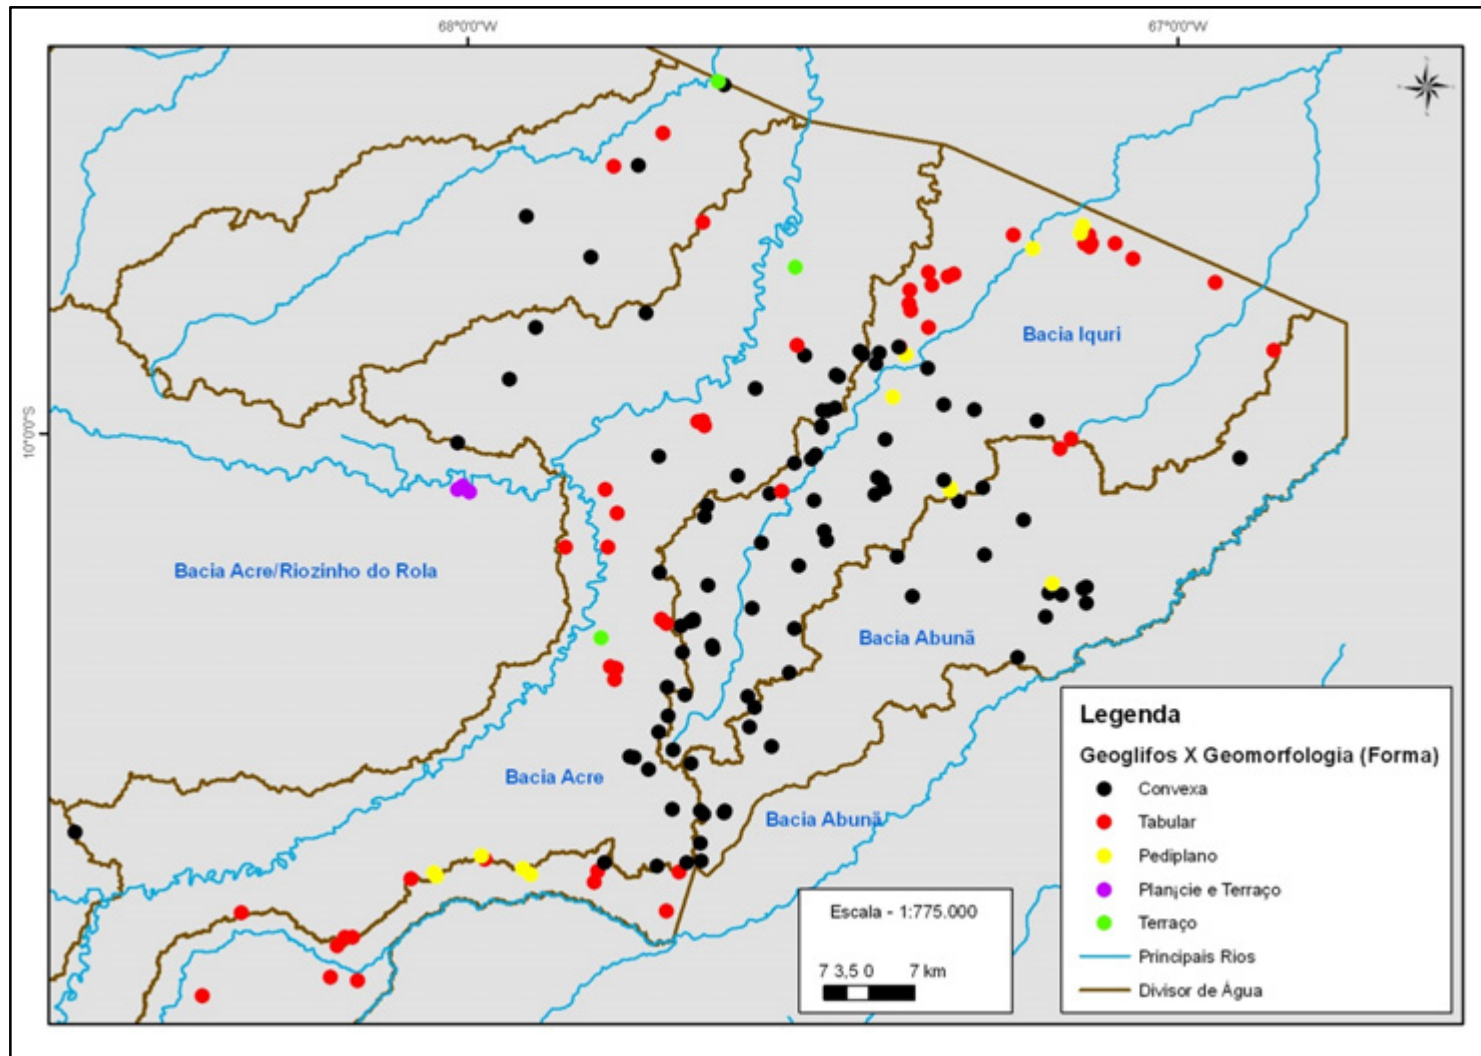 68°0'0"W
67°0'0"W
10°0'0"S
Bacia Iquri
Bacia Acre/Riozinho do Rola
Bacia Abunã
Bacia Acre
Bacia Abunã
Legenda
Geoglifos X Geomorfologia (Forma)
Convexa
Tabular
Pediplano
Plan¡cie e Terraço
Terraço
Principais Rios
Divisor de Água
Escala - 1:775.000
7 3,5 0 7 km